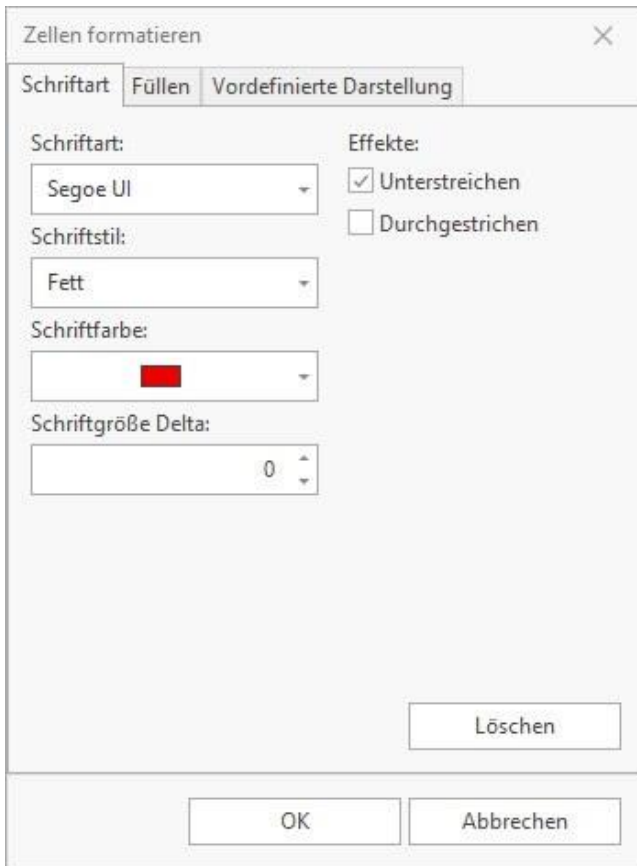 Zellen formatieren
Schriftart
Füllen
Vordefinierte Darstellung
Schriftart:
Segoe UI
Schriftstil:
Fett
Schriftfarbe:
Schriftgröße Delta:
0
Effekte:
Unterstreichen
Durchgestrichen
Löschen
OK
Abbrechen